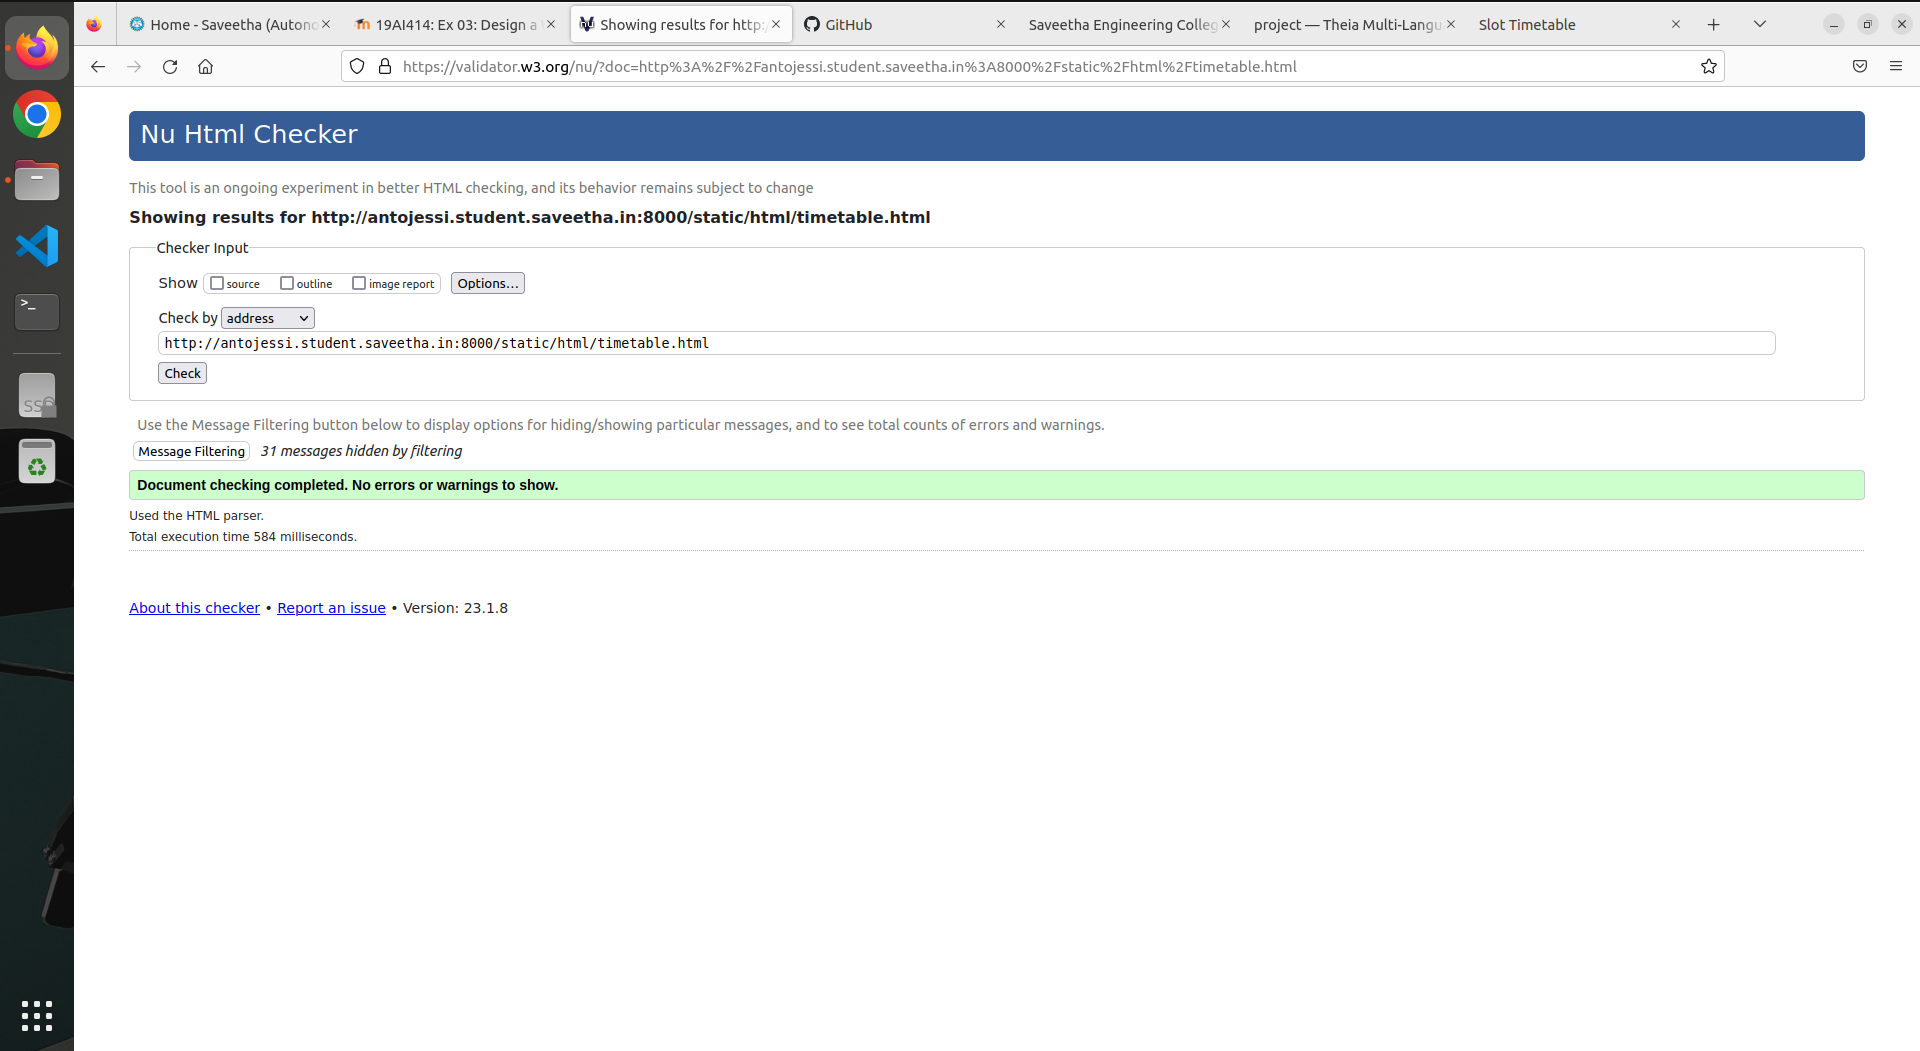 Home - Saveetha (Autono
19AI414: Ex 03: Design a
Showing results for http:/
GitHub
Saveetha Engineering Colleg
project — Theia Multi-Langu
Slot Timetable
https://validator.w3.org/nu/?doc=http%3A%2F%2Fantojessi.student.saveetha.in%3A8000%2Fstatic%2Fhtml%2Ftimetable.html
Nu Html Checker
This tool is an ongoing experiment in better HTML checking, and its behavior remains subject to change
Showing results for http://antojessi.student.saveetha.in:8000/static/html/timetable.html
Checker Input
Show source outline image report Options...
Check by address
http://antojessi.student.saveetha.in:8000/static/html/timetable.html
Check
Use the Message Filtering button below to display options for hiding/showing particular messages, and to see total counts of errors and warnings.
Message Filtering 31 messages hidden by filtering
Document checking completed. No errors or warnings to show.
Used the HTML parser.
Total execution time 584 milliseconds.
About this checker • Report an issue • Version: 23.1.8
>_
SS